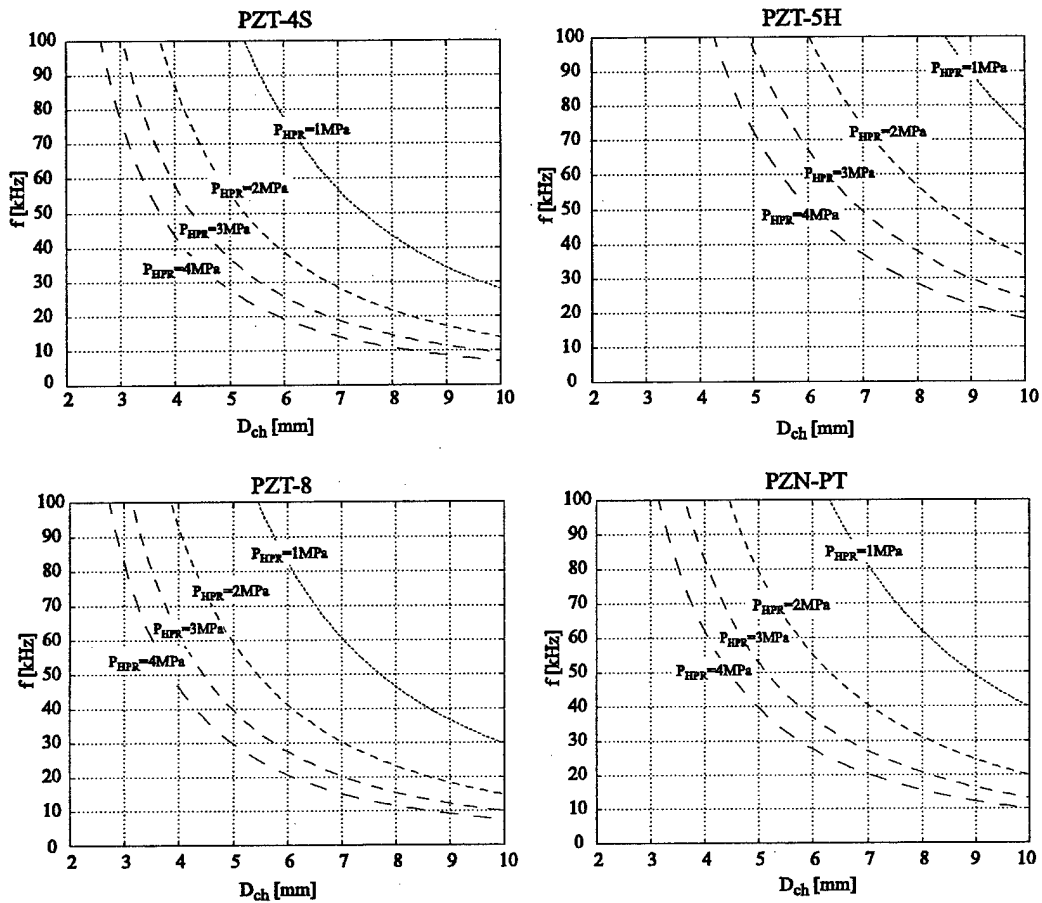 PZT-4S
100
90
80
70
60
50
40
30
20
10
0
f [kHz]
P_HPR=1MPa
P_HPR=2MPa
P_HPR=3MPa
P_HPR=4MPa
2 3 4 5 6 7 8 9 10
D_ch [mm]
PZT-5H
100
90
80
70
60
50
40
30
20
10
0
f [kHz]
P_HPR=1MPa
P_HPR=2MPa
P_HPR=3MPa
P_HPR=4MPa
2 3 4 5 6 7 8 9 10
D_ch [mm]
PZT-8
100
90
80
70
60
50
40
30
20
10
0
f [kHz]
P_HPR=1MPa
P_HPR=2MPa
P_HPR=3MPa
P_HPR=4MPa
2 3 4 5 6 7 8 9 10
D_ch [mm]
PZN-PT
100
90
80
70
60
50
40
30
20
10
0
f [kHz]
P_HPR=1MPa
P_HPR=2MPa
P_HPR=3MPa
P_HPR=4MPa
2 3 4 5 6 7 8 9 10
D_ch [mm]